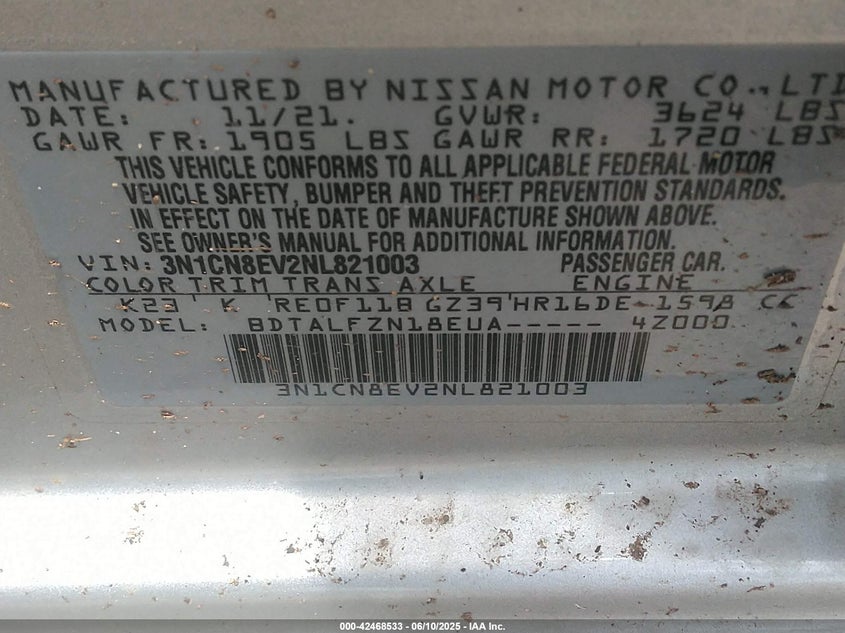 MANUFACTURED BY NISSAN MOTOR CO., LTD
DATE: 11/21. GVWR: 3624 LBS
GAWR FR: 1905 LBS GAWR RR: 1720 LBS
THIS VEHICLE CONFORMS TO ALL APPLICABLE FEDERAL MOTOR
VEHICLE SAFETY, BUMPER AND THEFT PREVENTION STANDARDS.
IN EFFECT ON THE DATE OF MANUFACTURE SHOWN ABOVE.
SEE OWNER'S MANUAL FOR ADDITIONAL INFORMATION
VIN: 3N1CN8EV2NL821003 PASSENGER CAR.
COLOR TRIM TRANS AXLE ENGINE
K23 K RE0F11B GZ39 HR16DE 1598 CC
MODEL: BDTALFZN18EUA----- 4Z000
3N1CN8EV2NL821003
000-42468533 - 06/10/2025 - IAA Inc.